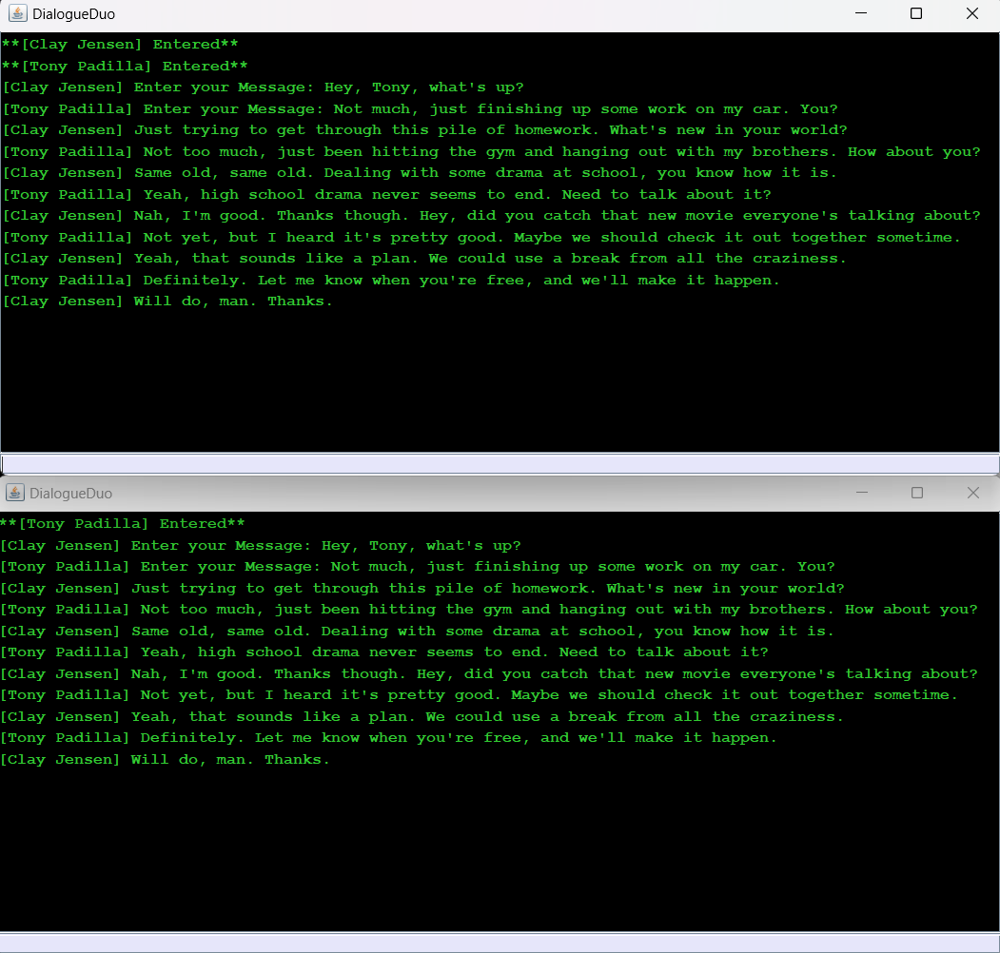 DialogueDuo
**[Clay Jensen] Entered**
**[Tony Padilla] Entered**
[Clay Jensen] Enter your Message: Hey, Tony, what's up?
[Tony Padilla] Enter your Message: Not much, just finishing up some work on my car. You?
[Clay Jensen] Just trying to get through this pile of homework. What's new in your world?
[Tony Padilla] Not too much, just been hitting the gym and hanging out with my brothers. How about you?
[Clay Jensen] Same old, same old. Dealing with some drama at school, you know how it is.
[Tony Padilla] Yeah, high school drama never seems to end. Need to talk about it?
[Clay Jensen] Nah, I'm good. Thanks though. Hey, did you catch that new movie everyone's talking about?
[Tony Padilla] Not yet, but I heard it's pretty good. Maybe we should check it out together sometime.
[Clay Jensen] Yeah, that sounds like a plan. We could use a break from all the craziness.
[Tony Padilla] Definitely. Let me know when you're free, and we'll make it happen.
[Clay Jensen] Will do, man. Thanks.
DialogueDuo
**[Tony Padilla] Entered**
[Clay Jensen] Enter your Message: Hey, Tony, what's up?
[Tony Padilla] Enter your Message: Not much, just finishing up some work on my car. You?
[Clay Jensen] Just trying to get through this pile of homework. What's new in your world?
[Tony Padilla] Not too much, just been hitting the gym and hanging out with my brothers. How about you?
[Clay Jensen] Same old, same old. Dealing with some drama at school, you know how it is.
[Tony Padilla] Yeah, high school drama never seems to end. Need to talk about it?
[Clay Jensen] Nah, I'm good. Thanks though. Hey, did you catch that new movie everyone's talking about?
[Tony Padilla] Not yet, but I heard it's pretty good. Maybe we should check it out together sometime.
[Clay Jensen] Yeah, that sounds like a plan. We could use a break from all the craziness.
[Tony Padilla] Definitely. Let me know when you're free, and we'll make it happen.
[Clay Jensen] Will do, man. Thanks.